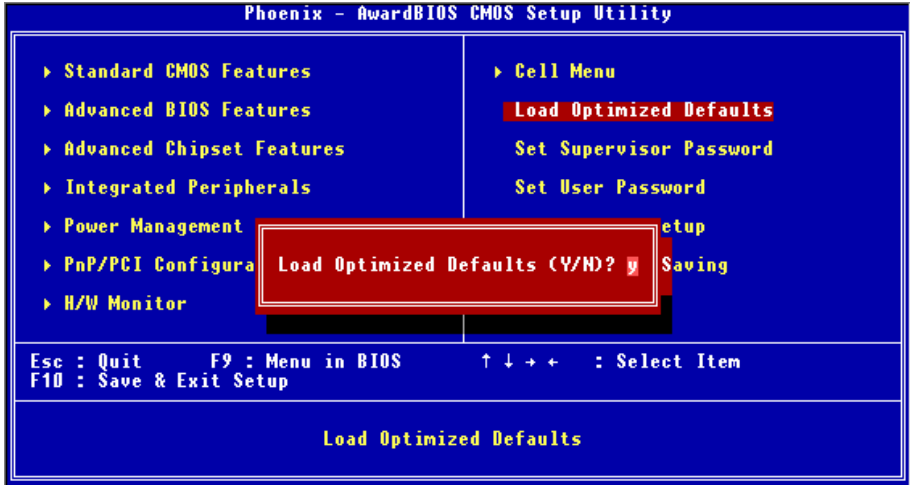 Phoenix - AwardBIOS CMOS Setup Utility
Standard CMOS Features
Advanced BIOS Features
Advanced Chipset Features
Integrated Peripherals
Power Management
PnP/PCI Configura
H/W Monitor
Cell Menu
Load Optimized Defaults
Set Supervisor Password
Set User Password
etup
Saving
Load Optimized Defaults (Y/N)? y
Esc : Quit F9 : Menu in BIOS ↑ ↓ → ← : Select Item
F10 : Save & Exit Setup
Load Optimized Defaults